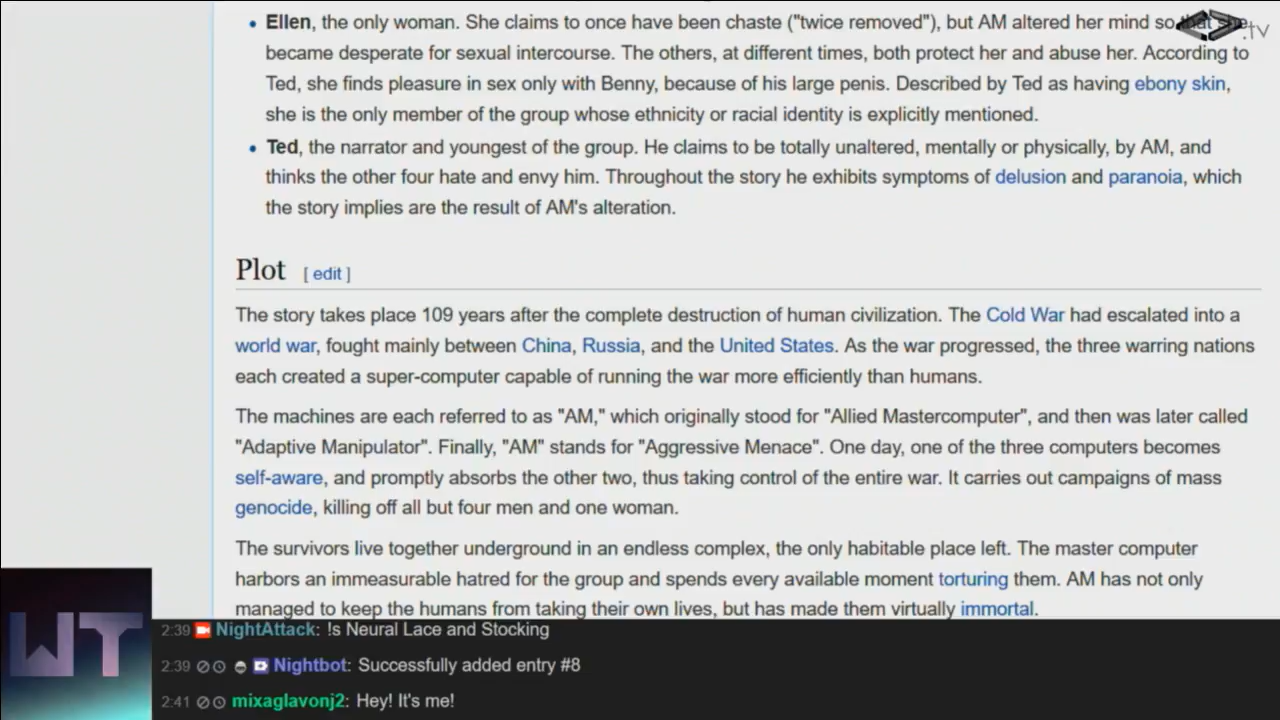 Ellen, the only woman. She claims to once have been chaste ("twice removed"), but AM altered her mind so that she
.tv
became desperate for sexual intercourse. The others, at different times, both protect her and abuse her. According to
Ted, she finds pleasure in sex only with Benny, because of his large penis. Described by Ted as having ebony skin,
she is the only member of the group whose ethnicity or racial identity is explicitly mentioned.
Ted, the narrator and youngest of the group. He claims to be totally unaltered, mentally or physically, by AM, and
thinks the other four hate and envy him. Throughout the story he exhibits symptoms of delusion and paranoia, which
the story implies are the result of AM's alteration.
Plot [ edit ]
The story takes place 109 years after the complete destruction of human civilization. The Cold War had escalated into a
world war, fought mainly between China, Russia, and the United States. As the war progressed, the three warring nations
each created a super-computer capable of running the war more efficiently than humans.
The machines are each referred to as "AM," which originally stood for "Allied Mastercomputer", and then was later called
"Adaptive Manipulator". Finally, "AM" stands for "Aggressive Menace". One day, one of the three computers becomes
self-aware, and promptly absorbs the other two, thus taking control of the entire war. It carries out campaigns of mass
genocide, killing off all but four men and one woman.
The survivors live together underground in an endless complex, the only habitable place left. The master computer
harbors an immeasurable hatred for the group and spends every available moment torturing them. AM has not only
managed to keep the humans from taking their own lives, but has made them virtually immortal.
WT
2:39 NightAttack: !s Neural Lace and Stocking
2:39 Nightbot: Successfully added entry #8
2:41 mixaglavonj2: Hey! It's me!